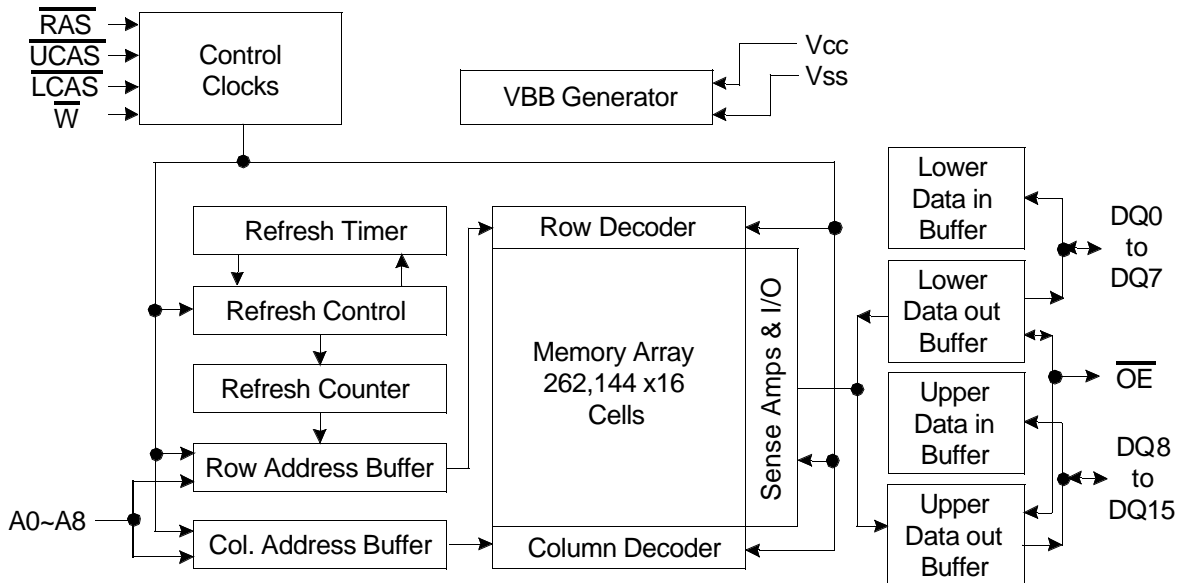 RAS
UCAS
LCAS
W
Control
Clocks
VBB Generator
Vcc
Vss
Refresh Timer
Refresh Control
Refresh Counter
Row Address Buffer
Col. Address Buffer
A0~A8
Row Decoder
Memory Array
262,144 x16
Cells
Column Decoder
Sense Amps & I/O
Lower
Data in
Buffer
Lower
Data out
Buffer
Upper
Data in
Buffer
Upper
Data out
Buffer
DQ0
to
DQ7
OE
DQ8
to
DQ15